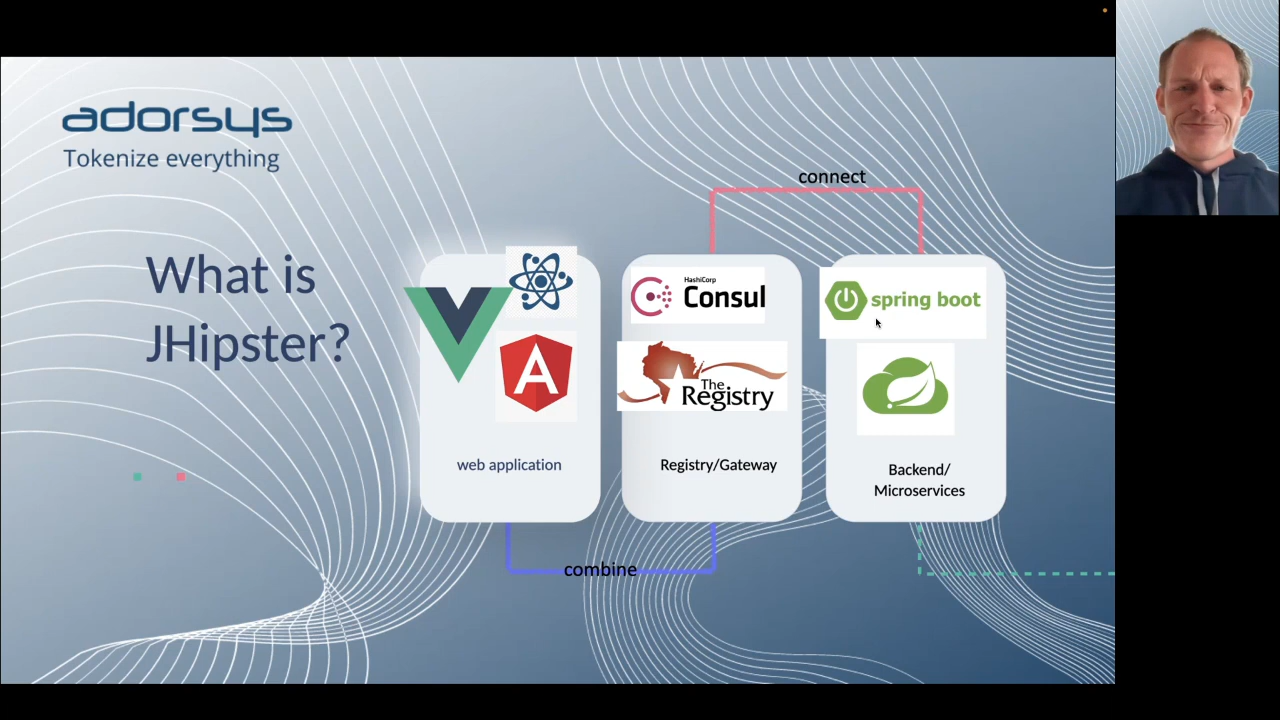 adorsys
Tokenize everything
What is
JHipster?
connect
HashiCorp
Consul
spring boot
The
Registry
web application
Registry/Gateway
Backend/
Microservices
combine